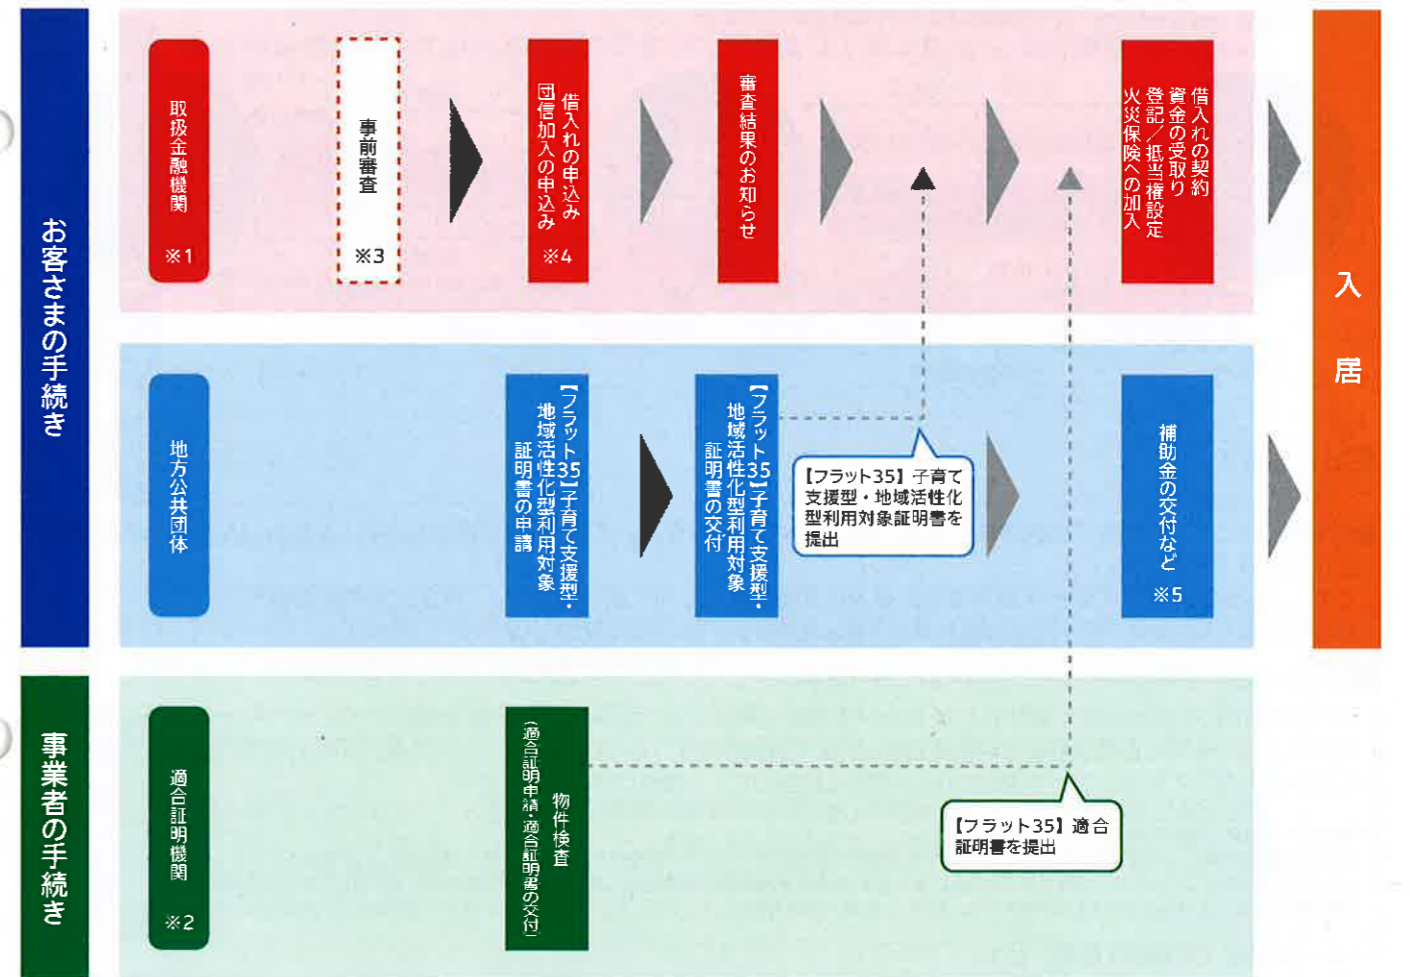 お客さまの手続き
取扱金融機関
※1
事前審査
※3
借入れの申込み
団信加入の申込み
※4
審査結果のお知らせ
借入れの契約
資金の受取り
登記／抵当権設定
火災保険への加入
入居
地方公共団体
【フラット35】子育て支援型・
地域活性化型利用対象
証明書の申請
【フラット35】子育て支援型・
地域活性化型利用対象
証明書の交付
【フラット35】子育て
支援型・地域活性化
型利用対象証明書を
提出
補助金の交付など
※5
事業者の手続き
適合証明機関
※2
物件検査
（適合証明申請・適合証明書の交付）
【フラット35】適合
証明書を提出